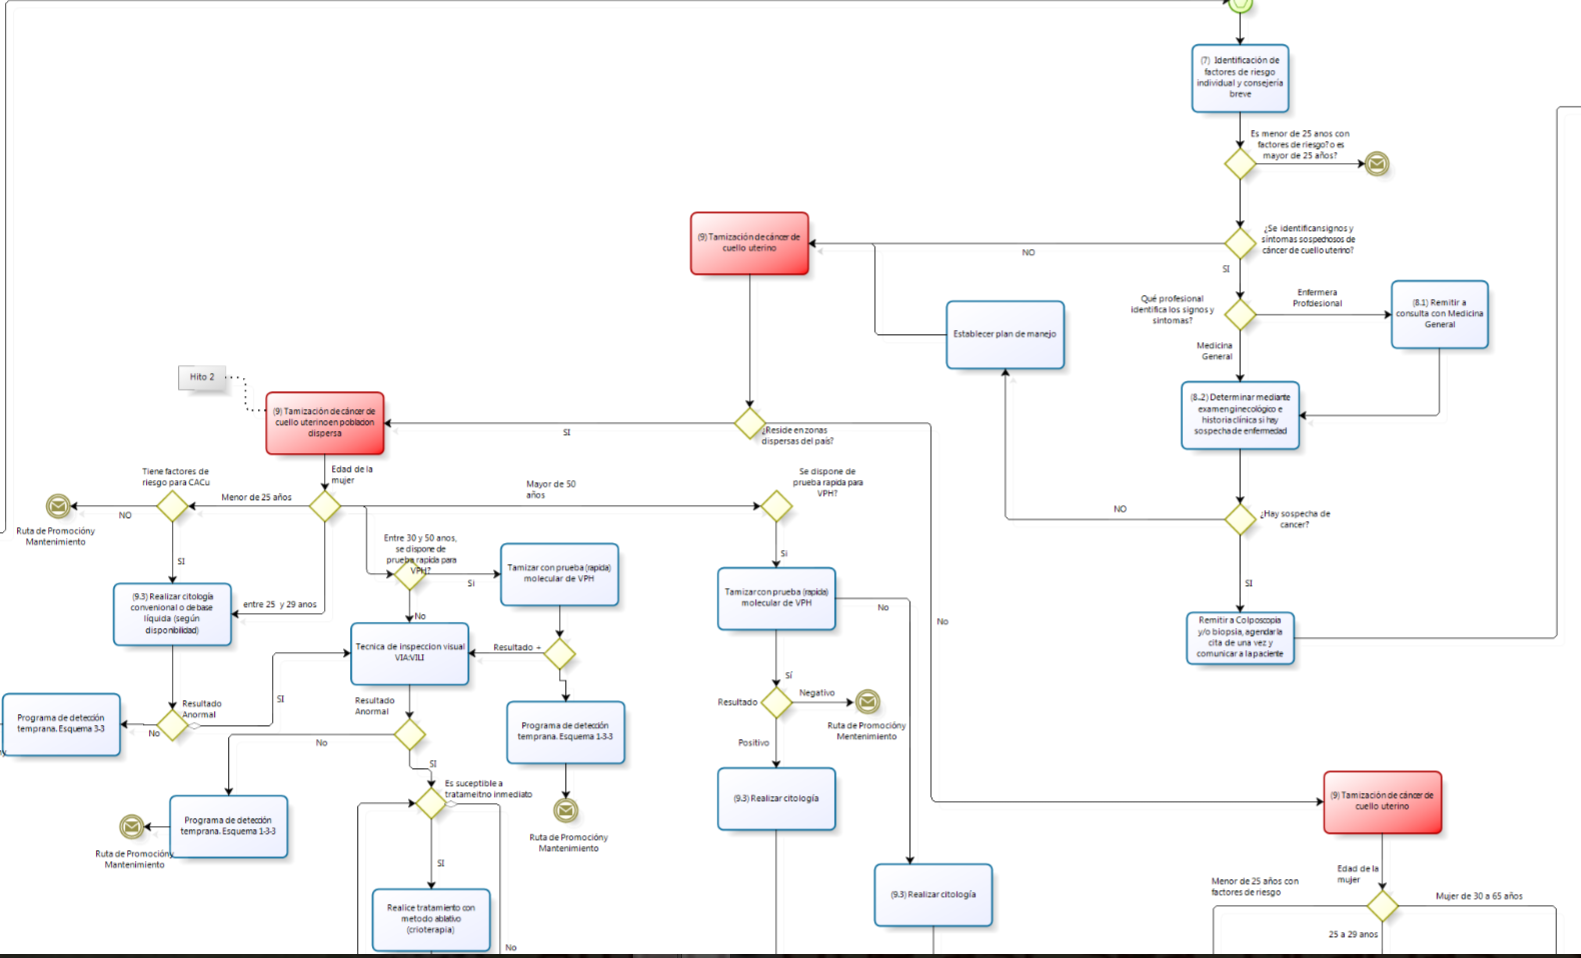 (7) Identificación de
factores de riesgo
individual y consejería
breve
Es menor de 25 anos con
factores de riesgo? o es
mayor de 25 años?
(9) Tamización de cáncer de
cuello uterino
¿Se identifican signos y
síntomas sospechosos de
cáncer de cuello uterino?
NO
SI
Qué profesional
identifica los signos y
sintomas?
Enfermera
Profdesional
(8.1) Remitir a
consulta con Medicina
General
Establecer plan de manejo
Medicina
General
Hito 2
(9) Tamización de cáncer de
cuello uterino en poblacion
dispersa
(8..2) Determinar mediante
examen ginecológico e
historia clínica si hay
sospecha de enfermedad
SI
¿Reside en zonas
dispersas del país?
Tiene factores de
riesgo para CACu
Edad de la
mujer
Se dispone de
prueba rapida para
VPH?
Menor de 25 años
Mayor de 50
años
NO
NO
¿Hay sospecha de
cancer?
Ruta de Promoción y
Mantenimiento
Entre 30 y 50 anos,
se dispone de
prueba rapida para
VPH?
SI
Si
Tamizar con prueba (rapida)
molecular de VPH
Si
SI
(9.3) Realizar citología
convenional o de base
líquida (según
disponibilidad)
entre 25 y 29 anos
No
Tamizar con prueba (rapida)
molecular de VPH
No
No
Remitir a Colposcopia
y/o biopsia, agendar la
cita de una vez y
comunicar a la paciente
Tecnica de inspeccion visual
VIA:VILI
Resultado +
SI
Resultado
Anormal
Resultado
Anormal
Sí
Resultado
Negativo
Programa de detección
temprana. Esquema 3-3
No
Programa de detección
temprana. Esquema 1-3-3
Ruta de Promoción y
Mentenimiento
No
Positivo
SI
Es suceptible a
tratameitno inmediato
(9.3) Realizar citología
(9) Tamización de cáncer de
cuello uterino
Programa de detección
temprana. Esquema 1-3-3
Ruta de Promoción y
Mantenimiento
Ruta de Promoción y
Mantenimiento
SI
Edad de la
mujer
Menor de 25 años con
factores de riesgo
Mujer de 30 a 65 años
(9.3) Realizar citología
Realice tratamiento con
metodo ablativo
(crioterapia)
25 a 29 anos
No